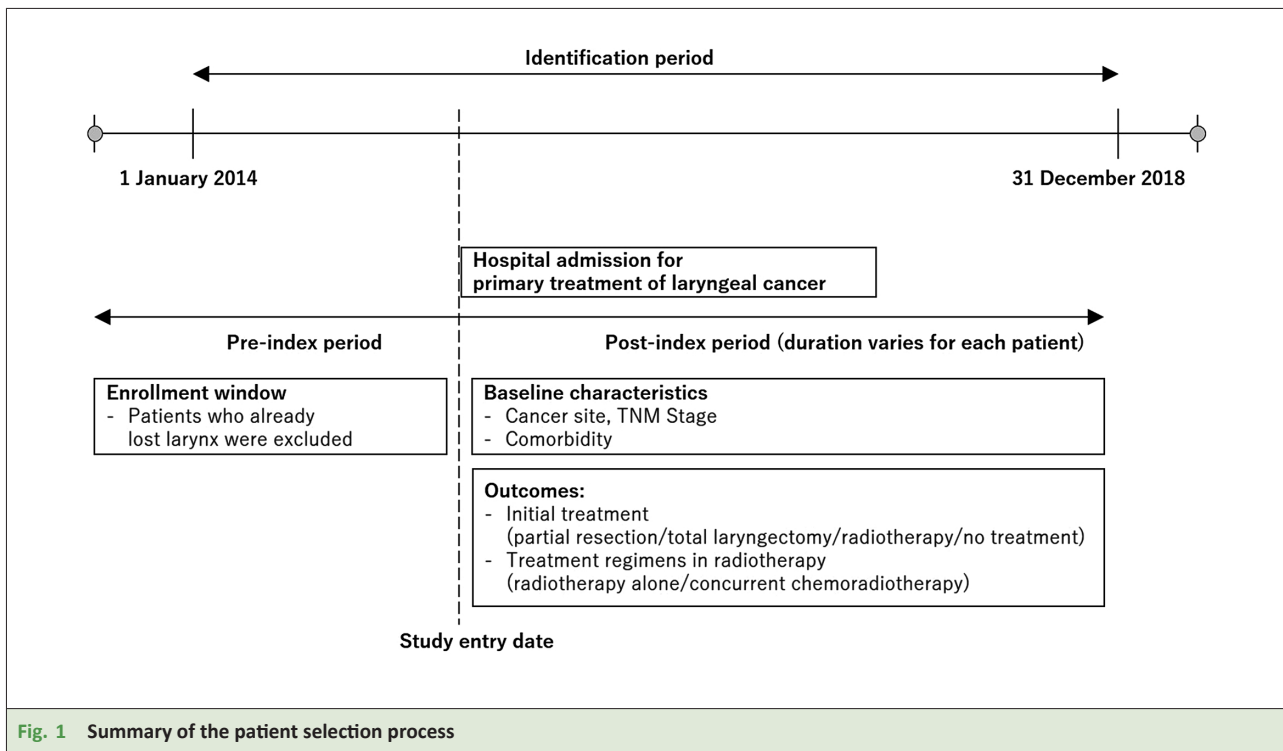 Identification period
1 January 2014
31 December 2018
Hospital admission for
primary treatment of laryngeal cancer
Pre-index period
Post-index period (duration varies for each patient)
Enrollment window
- Patients who already
lost larynx were excluded
Baseline characteristics
- Cancer site, TNM Stage
- Comorbidity
Outcomes:
- Initial treatment
(partial resection/total laryngectomy/radiotherapy/no treatment)
- Treatment regimens in radiotherapy
(radiotherapy alone/concurrent chemoradiotherapy)
Study entry date
Fig. 1 Summary of the patient selection process